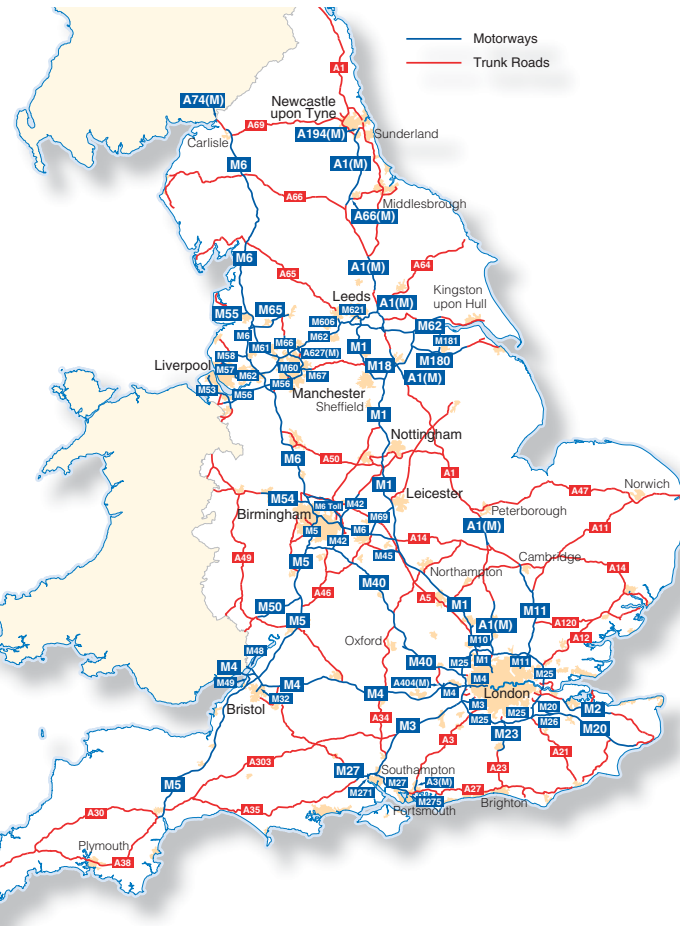 Motorways
Trunk Roads
A1
A74(M)
Newcastle
upon Tyne
A69
A194(M)
Sunderland
Carlisle
M6
A1(M)
A66
Middlesbrough
A66(M)
M6
A1(M)
A64
A65
Kingston
upon Hull
Leeds
A1(M)
M55
M65
M621
M606
M62
M6
M62
M181
M61
M66
M1
A627(M)
M58
M180
Liverpool
M57
M60
M18
M62
M67
A1(M)
M53
M56
M56
Manchester
Sheffield
M1
Nottingham
M6
A50
A1
M1
Norwich
A47
M54
Leicester
M6 Toll
M42
Peterborough
Birmingham
M69
A1(M)
A11
M5
M6
M42
A14
M45
Cambridge
A49
M5
A14
Northampton
M40
A46
A5
M50
M1
M11
M5
A1(M)
A120
A12
Oxford
M10
M48
M40
M25
M1
M11
M4
M25
M49
M4
A404(M)
M4
M4
M4
London
M32
M3
M20
M2
Bristol
A34
M25
M25
M26
M3
M20
M23
A3
A21
A303
M27
Southampton
A23
M5
M27
A3(M)
M271
A27
M275
Brighton
A35
Portsmouth
A30
Plymouth
A38